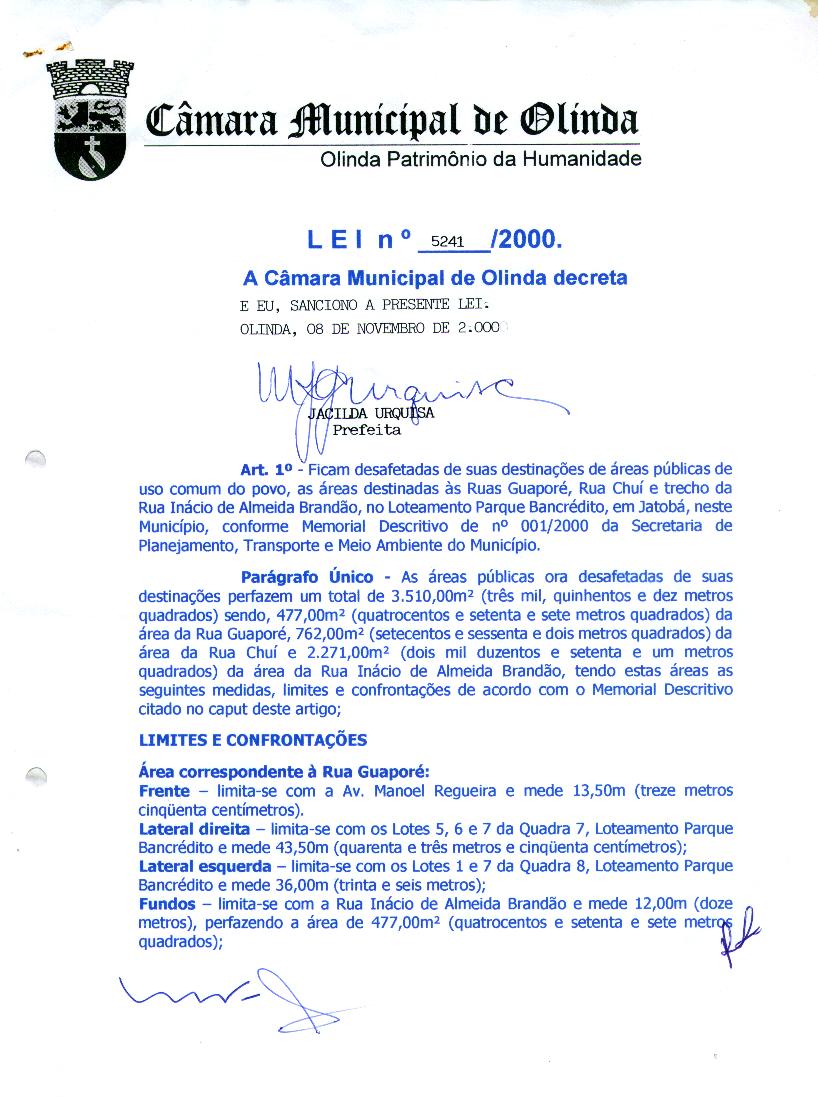 Câmara Municipal de Olinda
Olinda Patrimônio da Humanidade
L E I nº 5241 /2000.
A Câmara Municipal de Olinda decreta
E EU, SANCIONO A PRESENTE LEI.
OLINDA, 08 DE NOVEMBRO DE 2.000
JACILDA URQUISA
Prefeita
Art. 1º - Ficam desafetadas de suas destinações de áreas públicas de
uso comum do povo, as áreas destinadas às Ruas Guaporé, Rua Chuí e trecho da
Rua Inácio de Almeida Brandão, no Loteamento Parque Bancrédito, em Jatobá, neste
Município, conforme Memorial Descritivo de nº 001/2000 da Secretaria de
Planejamento, Transporte e Meio Ambiente do Município.
Parágrafo Único - As áreas públicas ora desafetadas de suas
destinações perfazem um total de 3.510,00m² (três mil, quinhentos e dez metros
quadrados) sendo, 477,00m² (quatrocentos e setenta e sete metros quadrados) da
área da Rua Guaporé, 762,00m² (setecentos e sessenta e dois metros quadrados) da
área da Rua Chuí e 2.271,00m² (dois mil duzentos e setenta e um metros
quadrados) da área da Rua Inácio de Almeida Brandão, tendo estas áreas as
seguintes medidas, limites e confrontações de acordo com o Memorial Descritivo
citado no caput deste artigo;
LIMITES E CONFRONTAÇÕES
Área correspondente à Rua Guaporé:
Frente – limita-se com a Av. Manoel Regueira e mede 13,50m (treze metros
cinqüenta centímetros).
Lateral direita – limita-se com os Lotes 5, 6 e 7 da Quadra 7, Loteamento Parque
Bancrédito e mede 43,50m (quarenta e três metros e cinqüenta centímetros);
Lateral esquerda – limita-se com os Lotes 1 e 7 da Quadra 8, Loteamento Parque
Bancrédito e mede 36,00m (trinta e seis metros);
Fundos – limita-se com a Rua Inácio de Almeida Brandão e mede 12,00m (doze
metros), perfazendo a área de 477,00m² (quatrocentos e setenta e sete metros
quadrados);